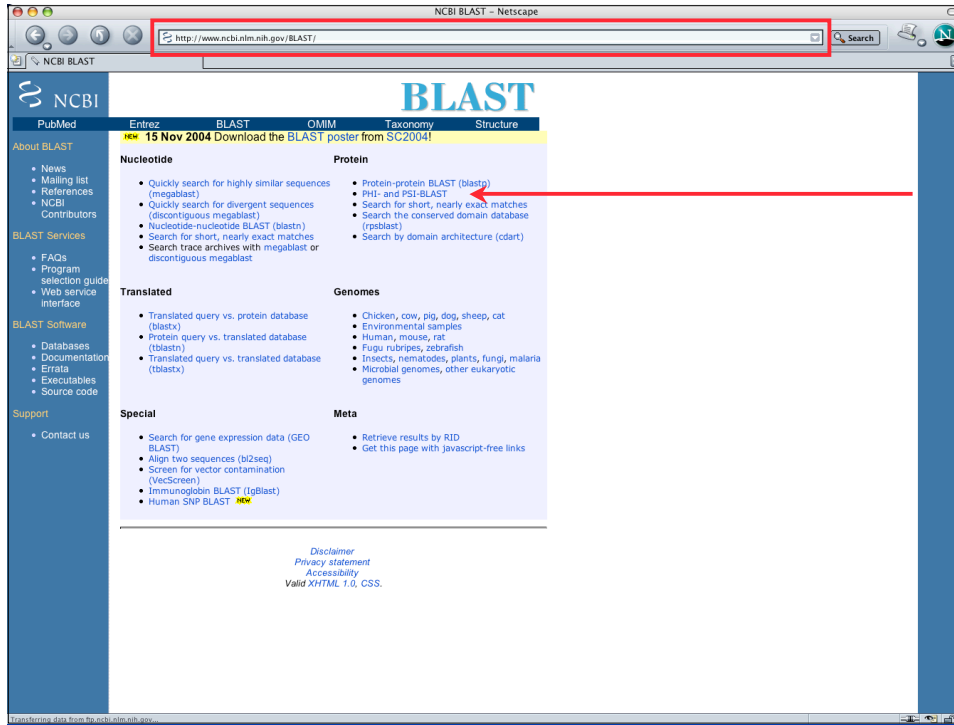 NCBI BLAST – Netscape
http://www.ncbi.nlm.nih.gov/BLAST/
Search
N
NCBI BLAST
NCBI
BLAST
PubMed Entrez BLAST OMIM Taxonomy Structure
NEW 15 Nov 2004 Download the BLAST poster from SC2004!
About BLAST
• News
• Mailing list
• References
• NCBI
Contributors
BLAST Services
• FAQs
• Program
selection guide
• Web service
interface
BLAST Software
• Databases
• Documentation
• Errata
• Executables
• Source code
Support
• Contact us
Nucleotide
• Quickly search for highly similar sequences
(megablast)
• Quickly search for divergent sequences
(discontiguous megablast)
• Nucleotide-nucleotide BLAST (blastn)
• Search for short, nearly exact matches
• Search trace archives with megablast or
discontiguous megablast
Protein
• Protein-protein BLAST (blastp)
• PHI- and PSI-BLAST
• Search for short, nearly exact matches
• Search the conserved domain database
(rpsblast)
• Search by domain architecture (cdart)
Translated
• Translated query vs. protein database
(blastx)
• Protein query vs. translated database
(tblastn)
• Translated query vs. translated database
(tblastx)
Genomes
• Chicken, cow, pig, dog, sheep, cat
• Environmental samples
• Human, mouse, rat
• Fugu rubripes, zebrafish
• Insects, nematodes, plants, fungi, malaria
• Microbial genomes, other eukaryotic
genomes
Special
• Search for gene expression data (GEO
BLAST)
• Align two sequences (bl2seq)
• Screen for vector contamination
(VecScreen)
• Immunoglobin BLAST (IgBlast)
• Human SNP BLAST NEW
Meta
• Retrieve results by RID
• Get this page with javascript-free links
Disclaimer
Privacy statement
Accessibility
Valid XHTML 1.0, CSS.
Transferring data from ftp.ncbi.nlm.nih.gov...